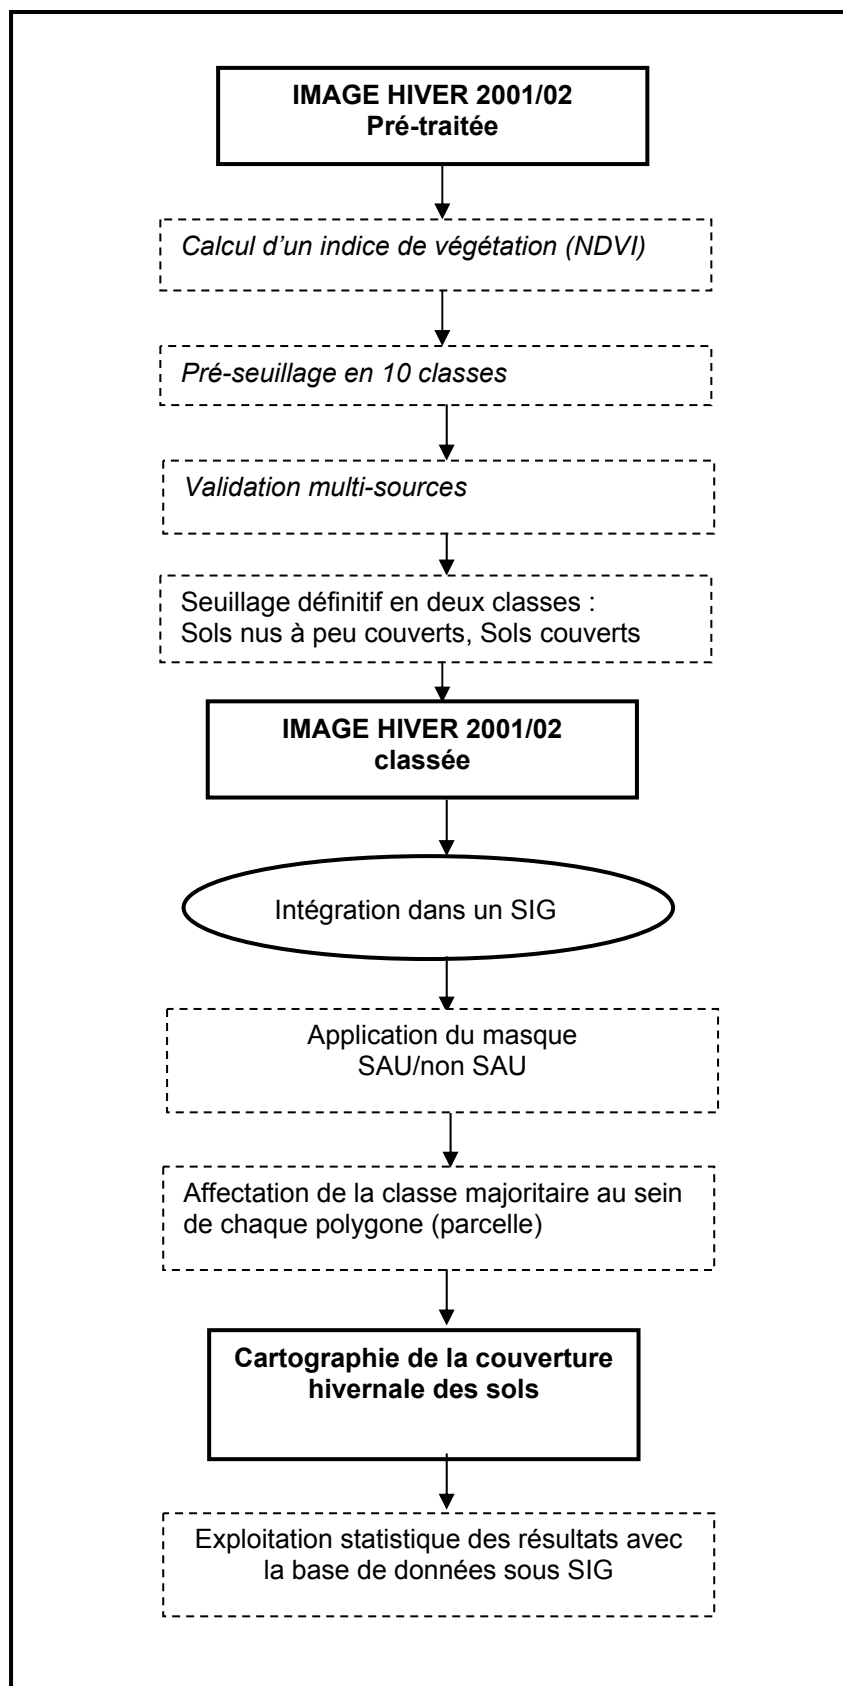 IMAGE HIVER 2001/02
Pré-traitée
Calcul d'un indice de végétation (NDVI)
Pré-seuillage en 10 classes
Validation multi-sources
Seuillage définitif en deux classes :
Sols nus à peu couverts, Sols couverts
IMAGE HIVER 2001/02
classée
Intégration dans un SIG
Application du masque
SAU/non SAU
Affectation de la classe majoritaire au sein
de chaque polygone (parcelle)
Cartographie de la couverture
hivernale des sols
Exploitation statistique des résultats avec
la base de données sous SIG